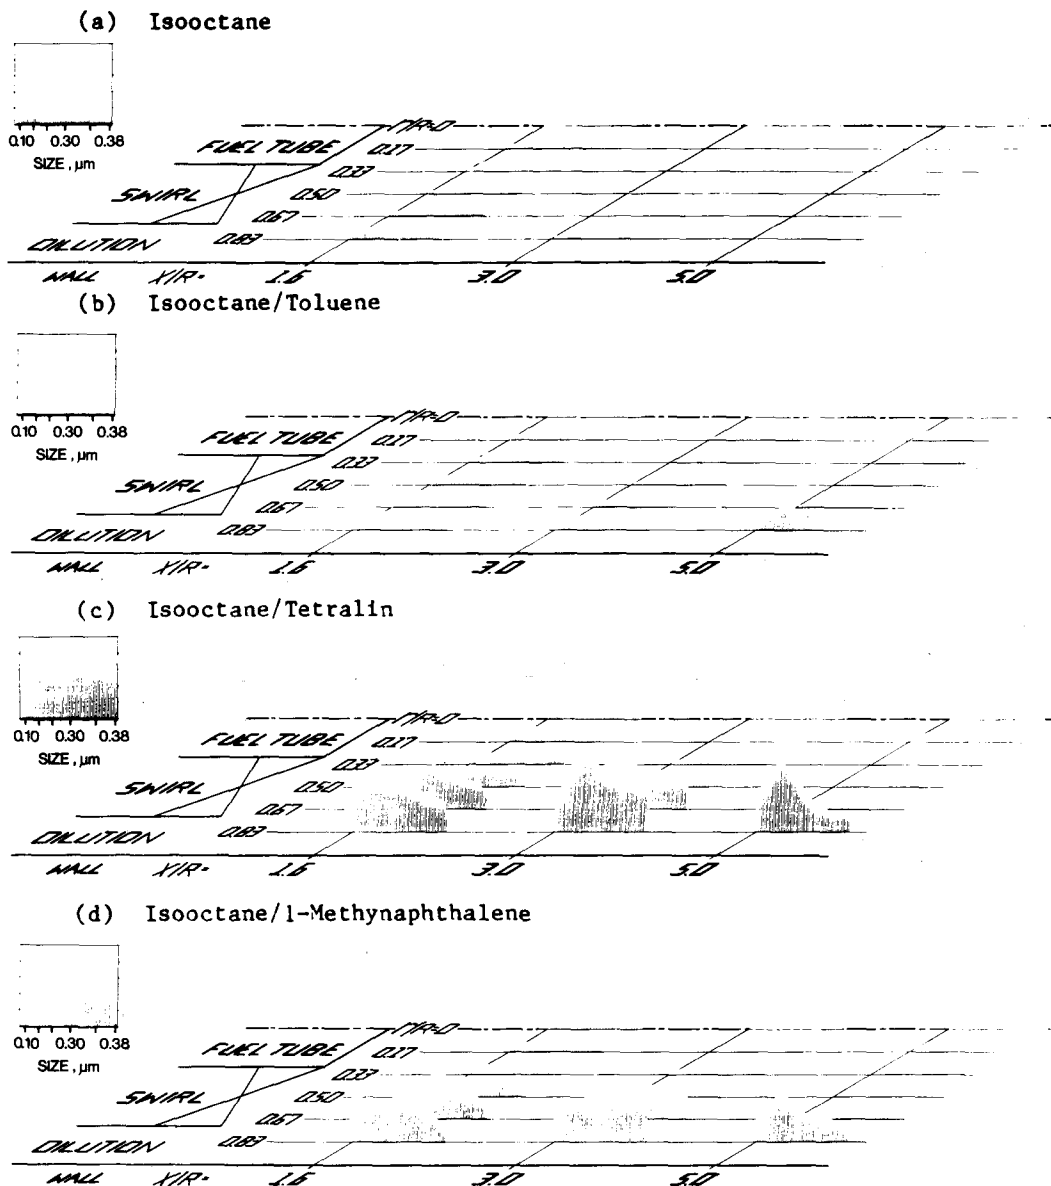 (a) Isooctane
0.10 0.30 0.38
SIZE , µm
r/R=0
FUEL TUBE 0.17
0.33
SWIRL 0.50
0.67
DILUTION 0.83
WALL X/R= 1.6 3.0 5.0
(b) Isooctane/Toluene
0.10 0.30 0.38
SIZE , µm
r/R=0
FUEL TUBE 0.17
0.33
SWIRL 0.50
0.67
DILUTION 0.83
WALL X/R= 1.6 3.0 5.0
(c) Isooctane/Tetralin
0.10 0.30 0.38
SIZE , µm
r/R=0
FUEL TUBE 0.17
0.33
SWIRL 0.50
0.67
DILUTION 0.83
WALL X/R= 1.6 3.0 5.0
(d) Isooctane/1-Methynaphthalene
0.10 0.30 0.38
SIZE , µm
r/R=0
FUEL TUBE 0.17
0.33
SWIRL 0.50
0.67
DILUTION 0.83
WALL X/R= 1.6 3.0 5.0